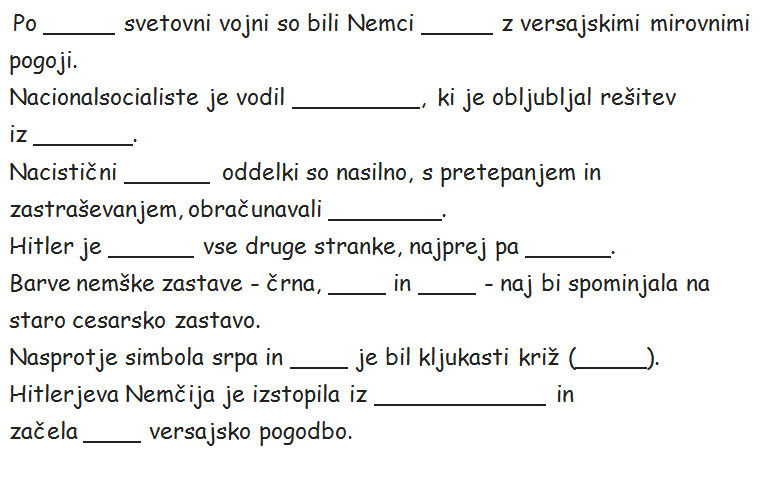 Po ______ svetovni vojni so bili Nemci ______ z versajskimi mirovnimi
pogoji.
Nacionalsocialiste je vodil ___________, ki je obljubljal rešitev
iz ________.
Nacistični _______ oddelki so nasilno, s pretepanjem in
zastraševanjem, obračunavali _________.
Hitler je _______ vse druge stranke, najprej pa _______.
Barve nemške zastave - črna, _____ in _____ - naj bi spominjala na
staro cesarsko zastavo.
Nasprotje simbola srpa in _____ je bil kljukasti križ (______).
Hitlerjeva Nemčija je izstopila iz ______________ in
začela _____ versajsko pogodbo.